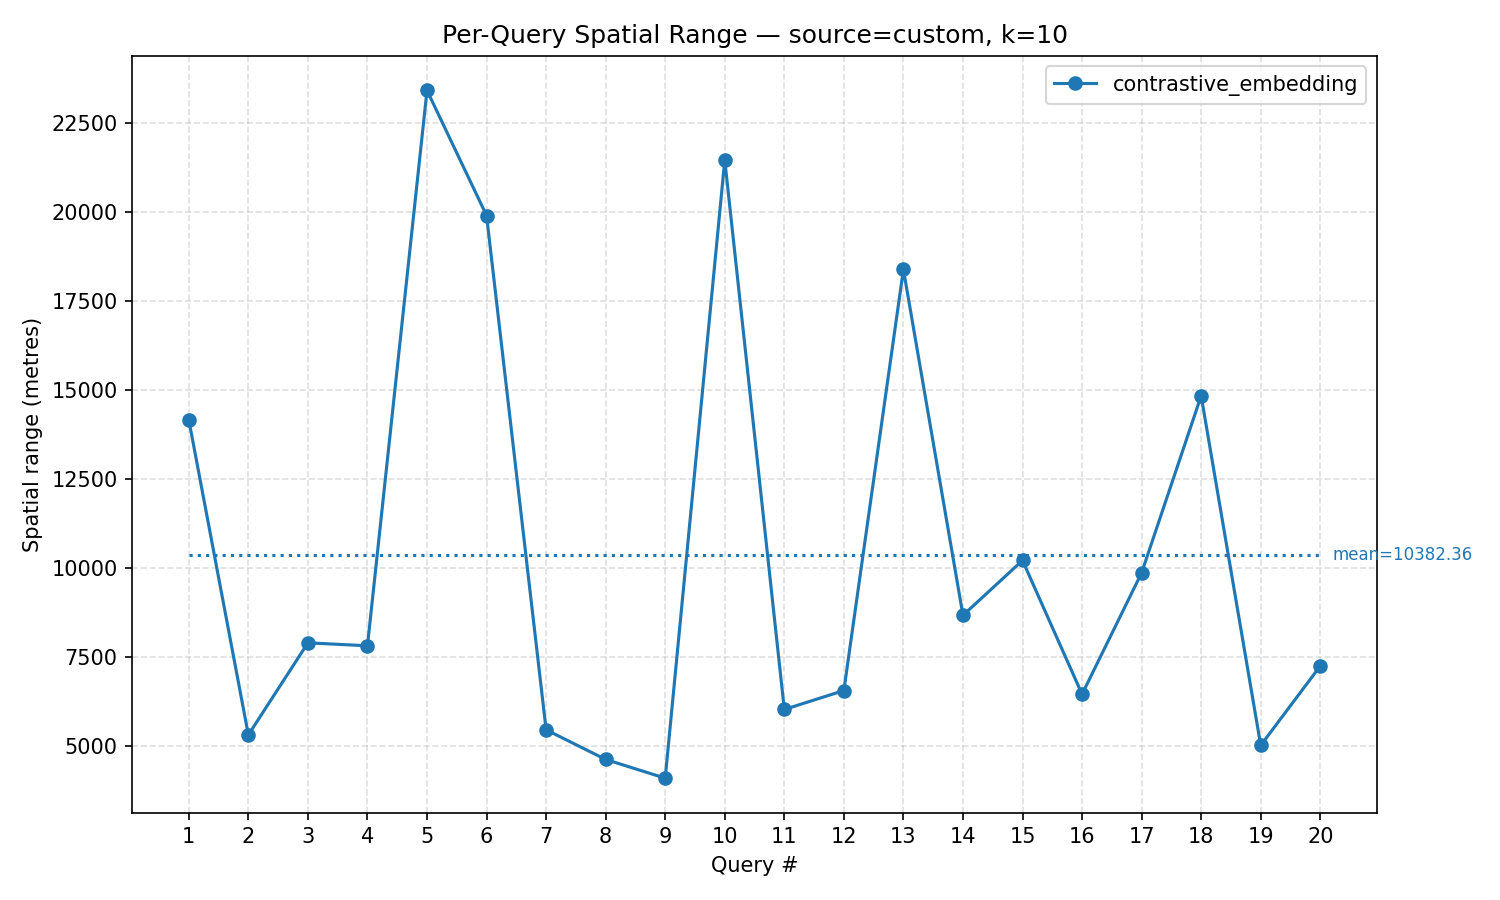 Per-Query Spatial Range — source=custom, k=10
contrastive_embedding
Spatial range (metres)
22500
20000
17500
15000
12500
10000
7500
5000
mean=10382.36
1 2 3 4 5 6 7 8 9 10 11 12 13 14 15 16 17 18 19 20
Query #